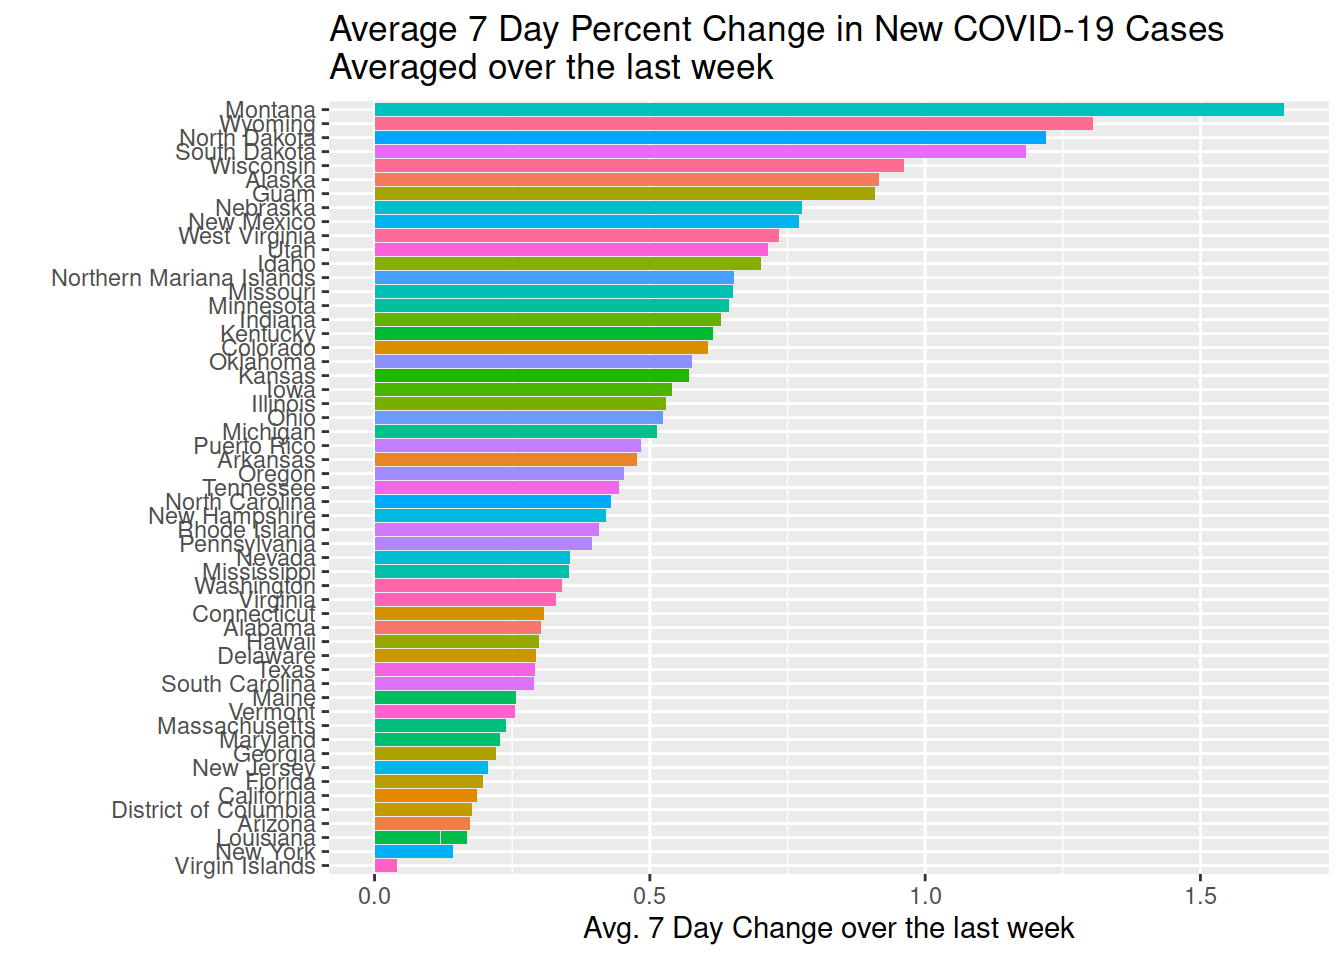 Average 7 Day Percent Change in New COVID-19 Cases
Averaged over the last week
Montana
Wyoming
North Dakota
South Dakota
Wisconsin
Alaska
Guam
Nebraska
New Mexico
West Virginia
Utah
Idaho
Northern Mariana Islands
Missouri
Minnesota
Indiana
Kentucky
Colorado
Oklahoma
Kansas
Iowa
Illinois
Ohio
Michigan
Puerto Rico
Arkansas
Oregon
Tennessee
North Carolina
New Hampshire
Rhode Island
Pennsylvania
Nevada
Mississippi
Washington
Virginia
Connecticut
Alabama
Hawaii
Delaware
Texas
South Carolina
Maine
Vermont
Massachusetts
Maryland
Georgia
New Jersey
Florida
California
District of Columbia
Arizona
Louisiana
New York
Virgin Islands
0.0 0.5 1.0 1.5
Avg. 7 Day Change over the last week